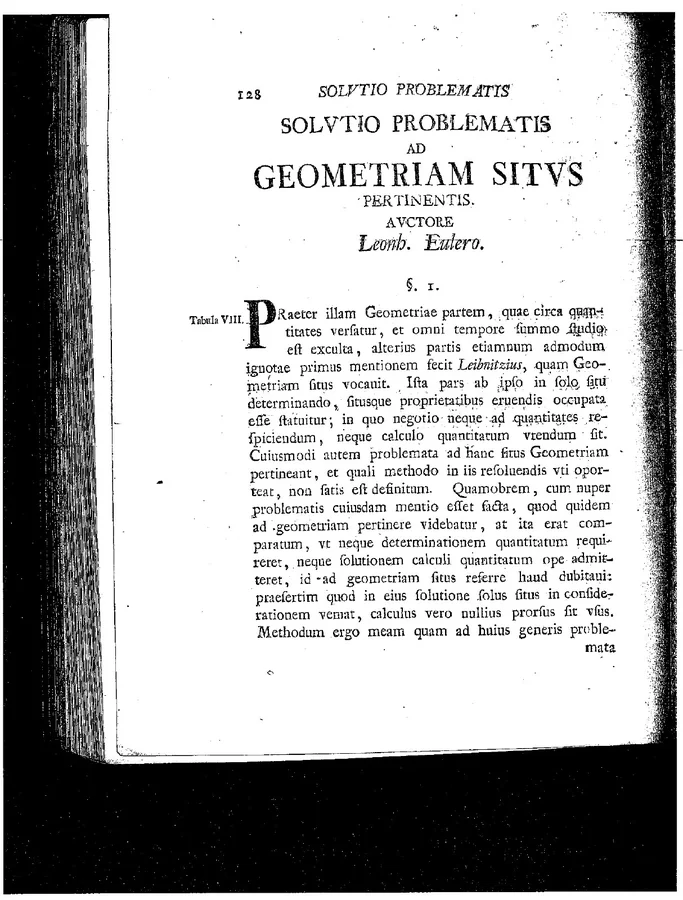 128 SOLVTIO PROBLEMATIS
SOLVTIO PROBLEMATIS
AD
GEOMETRIAM SITVS
PERTINENTIS.
AVCTORE
Leonh. Eulero.
§. 1.
Tabula VIII. PRaeter illam Geometriae partem, quae circa quan-
titates verſatur, et omni tempore ſummo ſtudio
eſt exculta, alterius partis etiamnum admodum
ignotae primus mentionem fecit Leibnitzius, quam Geo-
metriam ſitus vocauit. Iſta pars ab ipſo in ſolo ſitu
determinando, ſitusque proprietatibus eruendis occupata
eſſe ſtatuitur; in quo negotio neque ad quantitates re-
ſpiciendum, neque calculo quantitatum vtendum ſit.
Cuiusmodi autem problemata ad hanc ſitus Geometriam
pertineant, et quali methodo in iis reſoluendis vti opor-
teat, non ſatis eſt definitum. Quamobrem, cum nuper
problematis cuiusdam mentio eſſet facta, quod quidem
ad geometriam pertinere videbatur, at ita erat com-
paratum, vt neque determinationem quantitatum requi-
reret, neque ſolutionem calculi quantitatum ope admit-
teret, id ad geometriam ſitus referre haud dubitaui:
praeſertim quod in eius ſolutione ſolus ſitus in conſide-
rationem veniat, calculus vero nullius prorſus ſit vſus.
Methodum ergo meam quam ad huius generis proble-
mata